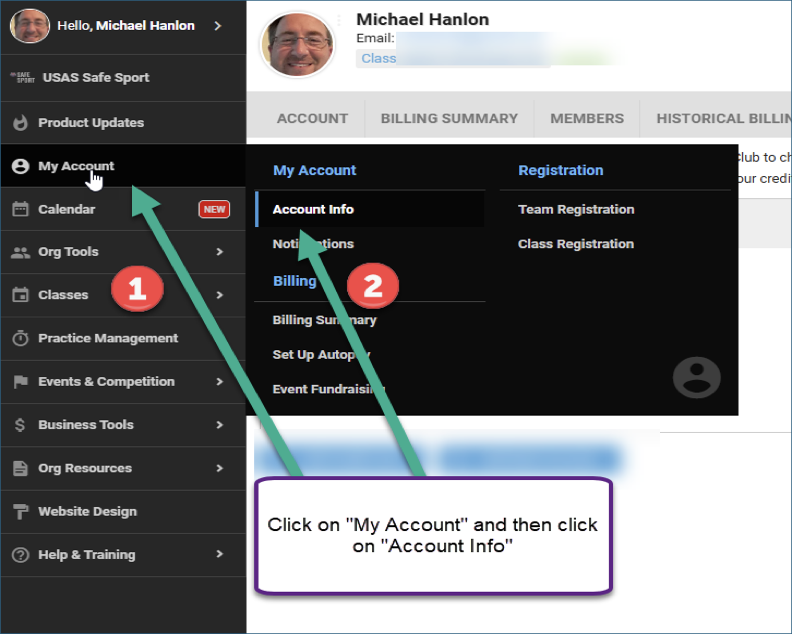 Hello, Michael Hanlon
SAFE SPORT USAS Safe Sport
Product Updates
My Account
Calendar NEW
Org Tools
Classes
Practice Management
Events & Competition
Business Tools
Org Resources
Website Design
Help & Training
Michael Hanlon
Email:
Class
ACCOUNT BILLING SUMMARY MEMBERS HISTORICAL BILLIN
Club to ch
our credi
My Account
Account Info
Notifications
Billing
Billing Summary
Set Up Autopay
Event Fundraising
Registration
Team Registration
Class Registration
1
2
Click on "My Account" and then click
on "Account Info"